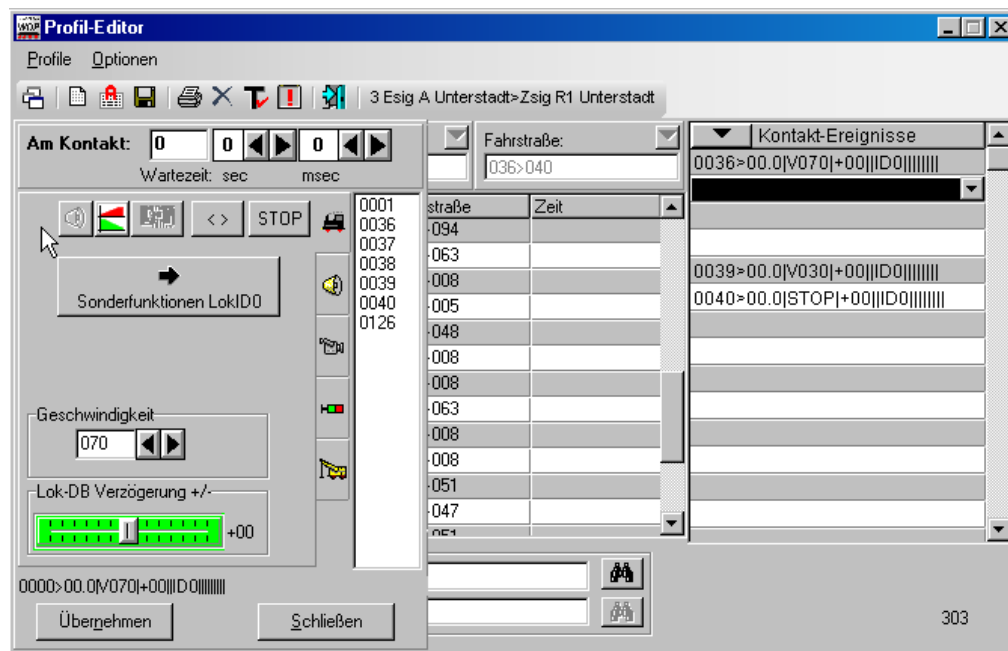 WDP Profil-Editor
Profile Optionen
3 Esig A Unterstadt>Zsig R1 Unterstadt
Am Kontakt: 0 0 0
Wartezeit: sec msec
< > STOP
Sonderfunktionen LokID0
Geschwindigkeit
070
Lok-DB Verzögerung +/-
+00
0000>00.0|V070|+00|||ID0||||||||
Übernehmen Schließen
0001
0036
0037
0038
0039
0040
0126
Fahrstraße:
036>040
straße Zeit
-094
-063
-008
-005
-048
-008
-008
-063
-008
-008
-051
-047
-051
Kontakt-Ereignisse
0036>00.0|V070|+00|||ID0||||||||
0039>00.0|V030|+00|||ID0||||||||
0040>00.0|STOP|+00|||ID0||||||||
303